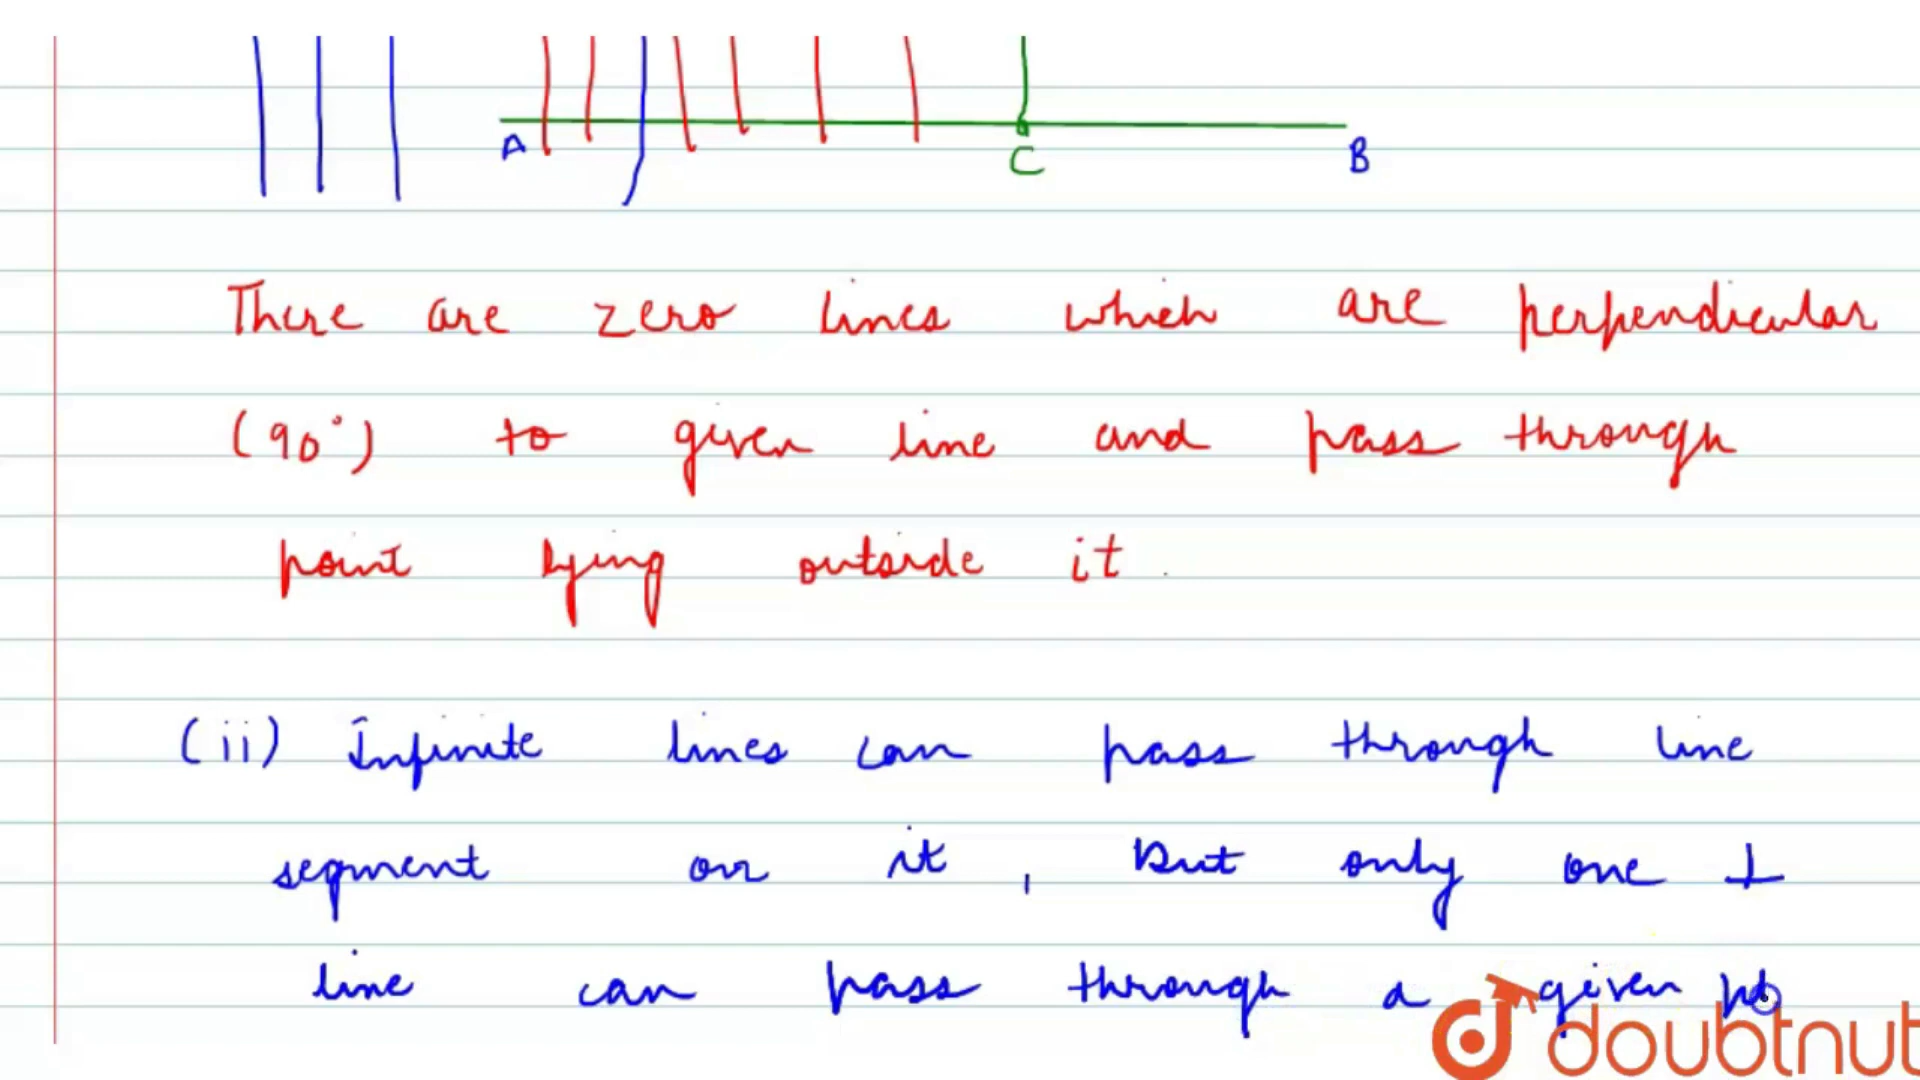 A C B
There are zero lines which are perpendicular
(90°) to given line and pass through
point lying outside it.
(ii) Infinite lines can pass through line
segment on it, But only one ⊥
line can pass through a given pt
doubtnut